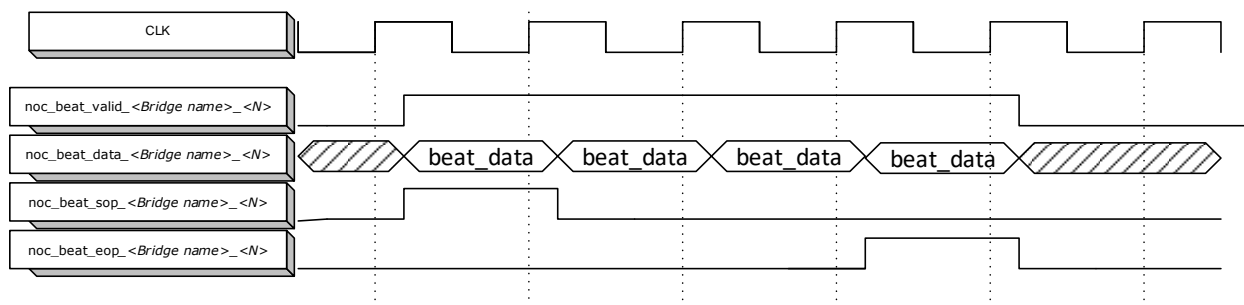 CLK
noc_beat_valid_<Bridge name>_<N>
noc_beat_data_<Bridge name>_<N>
beat_data beat_data beat_data beat_data
noc_beat_sop_<Bridge name>_<N>
noc_beat_eop_<Bridge name>_<N>